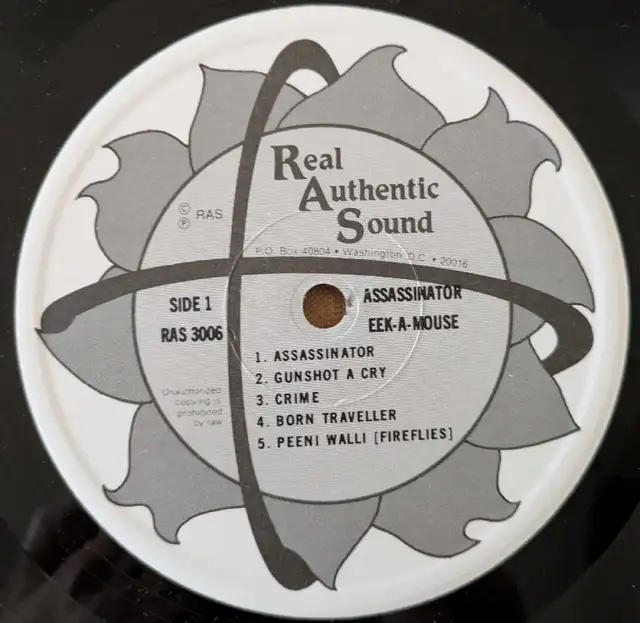 Real
Authentic
Sound
© RAS
℗
P.O. Box 40804 • Washington, D.C. • 20016
SIDE 1
RAS 3006
ASSASSINATOR
EEK-A-MOUSE
1. ASSASSINATOR
2. GUNSHOT A CRY
3. CRIME
4. BORN TRAVELLER
5. PEENI WALLI [FIREFLIES]
Unauthorized
copying is
prohibited
by law